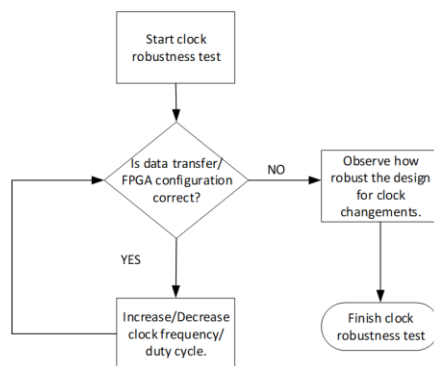 Start clock
robustness test
Is data transfer/
FPGA configuration
correct?
NO
Observe how
robust the design
for clock
changements.
YES
Increase/Decrease
clock frequency/
duty cycle.
Finish clock
robustness test